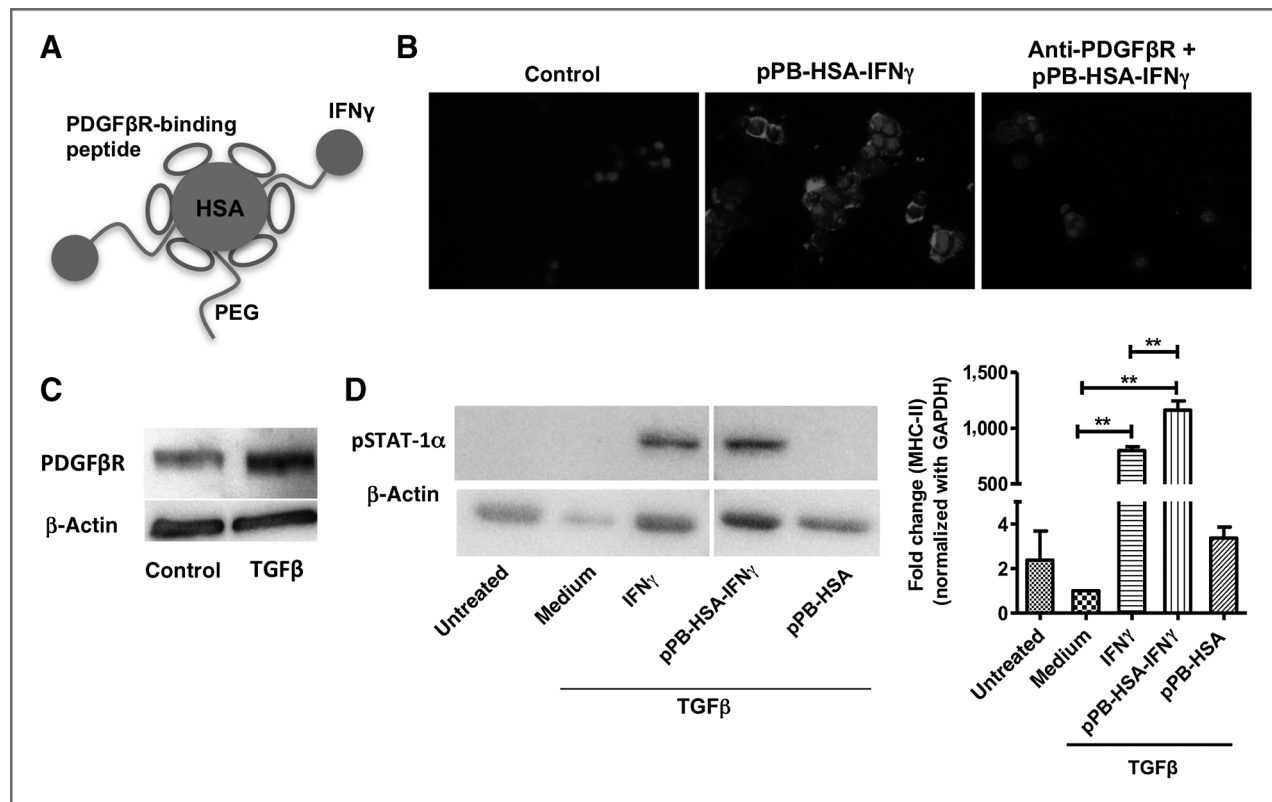 A
PDGFβR-binding
peptide
IFNγ
HSA
PEG
B
Control
pPB-HSA-IFNγ
Anti-PDGFβR +
pPB-HSA-IFNγ
C
PDGFβR
β-Actin
Control
TGFβ
D
pSTAT-1α
β-Actin
Untreated
Medium
IFNγ
pPB-HSA-IFNγ
pPB-HSA
TGFβ
Fold change (MHC-II)
(normalized with GAPDH)
1,500
1,000
500
4
2
0
**
**
**
Untreated
Medium
IFNγ
pPB-HSA-IFNγ
pPB-HSA
TGFβ